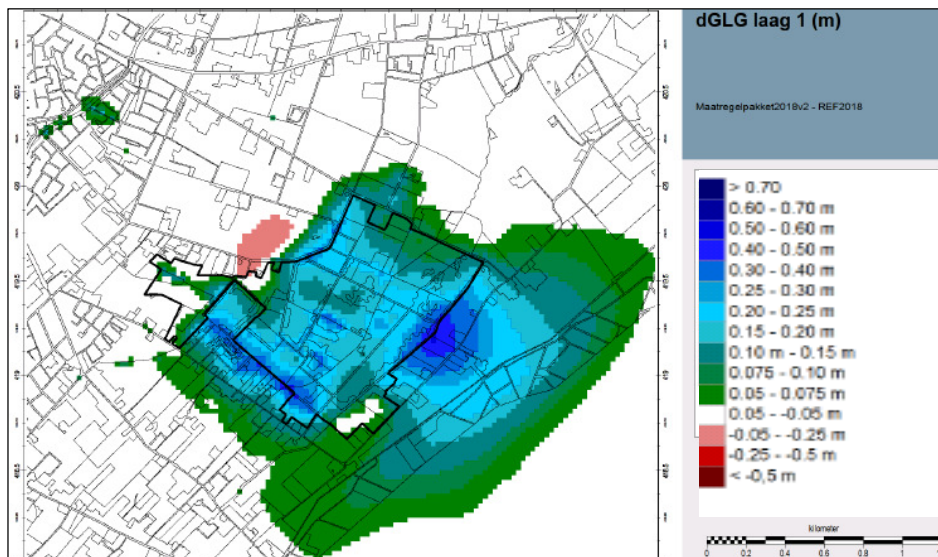 dGLG laag 1 (m)
Maatregelpakket2018v2 - REF2018
> 0.70
0.60 - 0.70 m
0.50 - 0.60 m
0.40 - 0.50 m
0.30 - 0.40 m
0.25 - 0.30 m
0.20 - 0.25 m
0.15 - 0.20 m
0.10 m - 0.15 m
0.075 - 0.10 m
0.05 - 0.075 m
0.05 - -0.05 m
-0.05 - -0.25 m
-0.25 - -0.5 m
< -0,5 m
kilometer
0 0.2 0.4 0.6 0.8 1